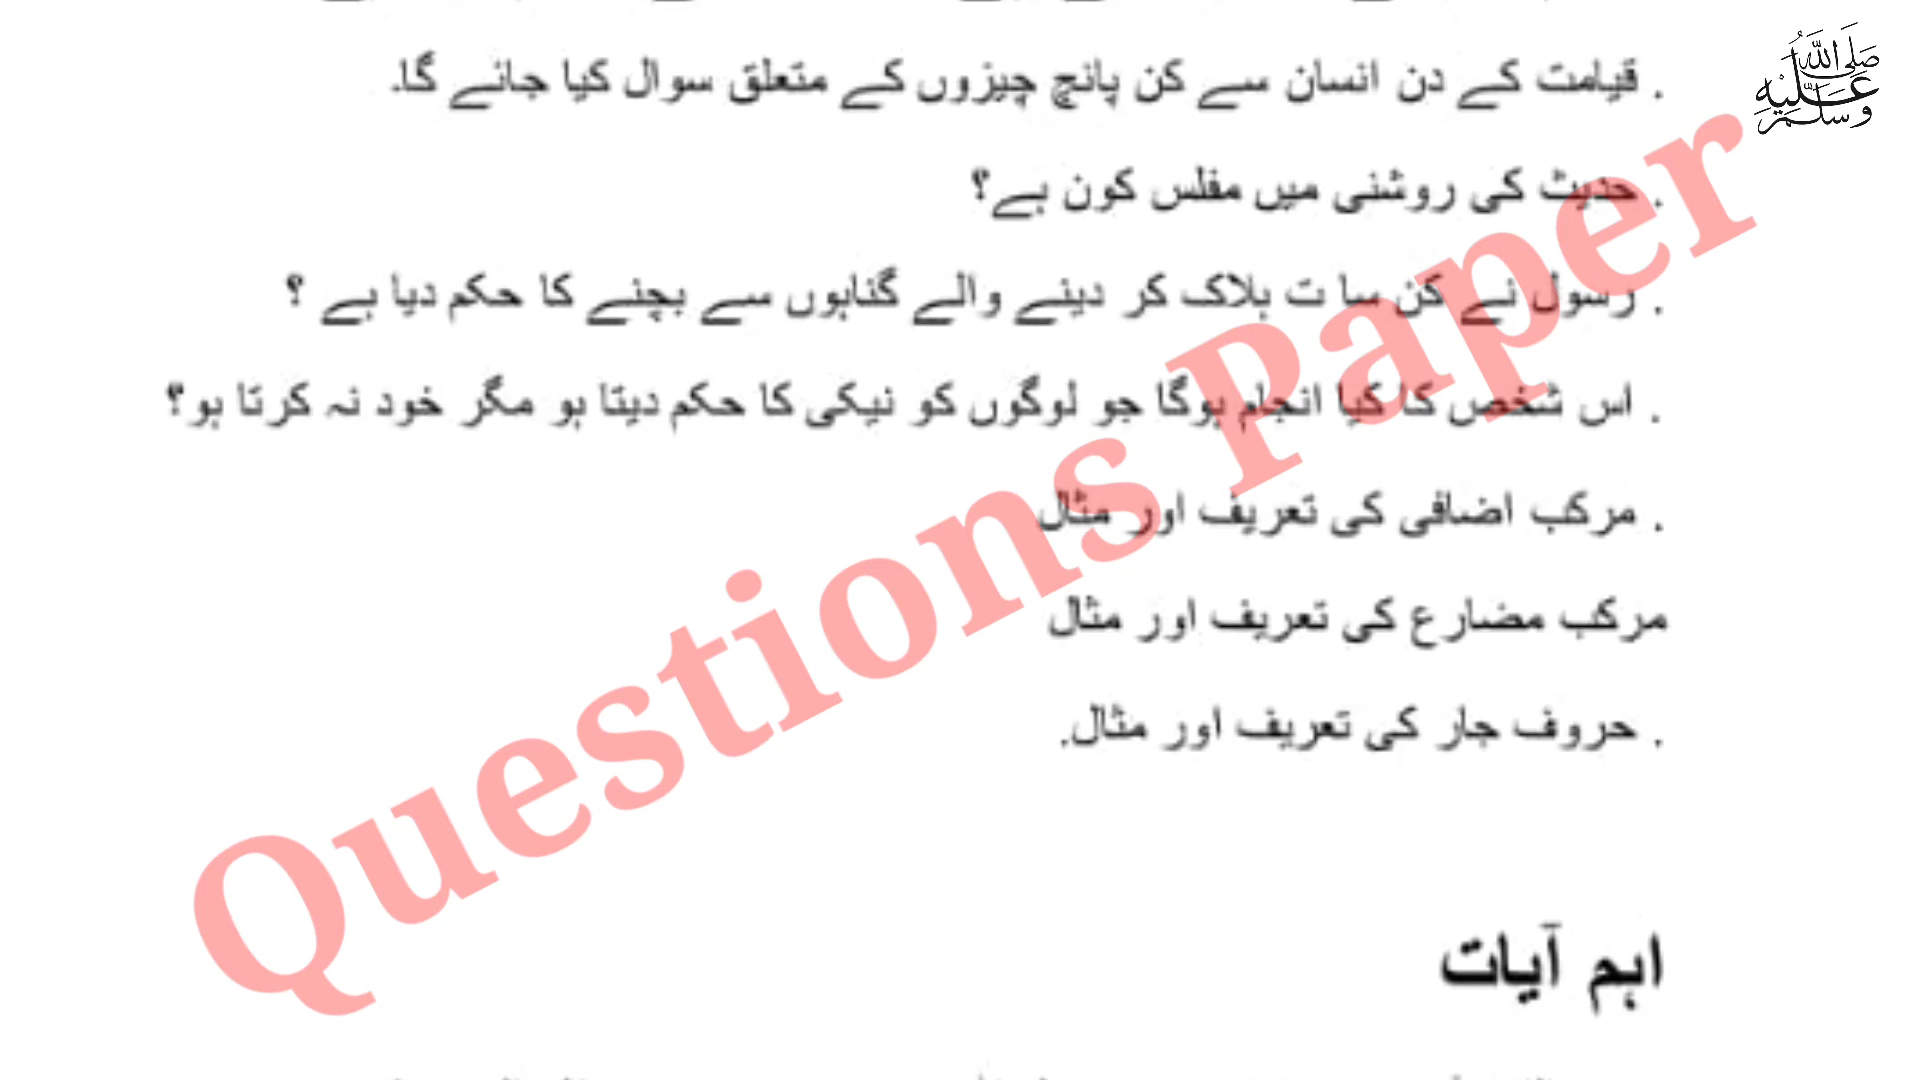 صلى الله عليه وسلم
. قیامت کے دن انسان سے کن پانچ چیزوں کے متعلق سوال کیا جانے گا.
. حدیث کی روشنی میں مفلس کون ہے؟
. رسول نے کن سا ت ہلاک کر دینے والے گناہوں سے بچنے کا حکم دیا ہے ؟
. اس شخص کا کیا انجام ہوگا جو لوگوں کو نیکی کا حکم دیتا ہو مگر خود نہ کرتا ہو؟
. مرکب اضافی کی تعریف اور مثال
مرکب مضارع کی تعریف اور مثال
. حروف جار کی تعریف اور مثال.
Questions Paper
اہم آیات